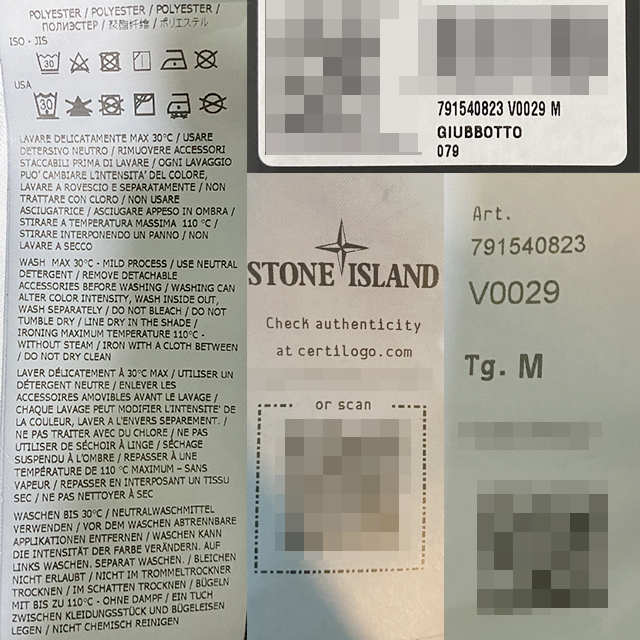 POLYESTER / POLYESTER / POLYESTER /
ПОЛИЭСТЕР / 聚酯纤维 / ポリエステル
ISO - JIS
30
USA
30
LAVARE DELICATAMENTE MAX 30°C / USARE
DETERSIVO NEUTRO / RIMUOVERE ACCESSORI
STACCABILI PRIMA DI LAVARE / OGNI LAVAGGIO
PUO' CAMBIARE L'INTENSITA' DEL COLORE,
LAVARE A ROVESCIO E SEPARATAMENTE / NON
TRATTARE CON CLORO / NON USARE
ASCIUGATRICE / ASCIUGARE APPESO IN OMBRA /
STIRARE A TEMPERATURA MASSIMA 110 °C /
STIRARE INTERPONENDO UN PANNO / NON
LAVARE A SECCO
WASH MAX 30°C - MILD PROCESS / USE NEUTRAL
DETERGENT / REMOVE DETACHABLE
ACCESSORIES BEFORE WASHING / WASHING CAN
ALTER COLOR INTENSITY, WASH INSIDE OUT,
WASH SEPARATELY / DO NOT BLEACH / DO NOT
TUMBLE DRY / LINE DRY IN THE SHADE /
IRONING MAXIMUM TEMPERATURE 110°C -
WITHOUT STEAM / IRON WITH A CLOTH BETWEEN
/ DO NOT DRY CLEAN
LAVER DÉLICATEMENT À 30°C MAX / UTILISER UN
DÉTERGENT NEUTRE / ENLEVER LES
ACCESSOIRES AMOVIBLES AVANT LE LAVAGE /
CHAQUE LAVAGE PEUT MODIFIER L'INTENSITE' DE
LA COULEUR, LAVER A L'ENVERS SEPAREMENT. /
NE PAS TRAITER AVEC DU CHLORE / NE PAS
UTILISER DE SÉCHOIR À LINGE / SÉCHAGE
SUSPENDU À L'OMBRE / REPASSER À UNE
TEMPÉRATURE DE 110 °C MAXIMUM – SANS
VAPEUR / REPASSER EN INTERPOSANT UN TISSU
SEC / NE PAS NETTOYER À SEC
WASCHEN BIS 30°C / NEUTRALWASCHMITTEL
VERWENDEN / VOR DEM WASCHEN ABTRENNBARE
APPLIKATIONEN ENTFERNEN / WASCHEN KANN
DIE INTENSITÄT DER FARBE VERÄNDERN. AUF
LINKS WASCHEN. SEPARAT WASCHEN. / BLEICHEN
NICHT ERLAUBT / NICHT IM TROMMELTROCKNER
TROCKNEN / IM SCHATTEN TROCKNEN / BÜGELN
MIT BIS ZU 110°C - OHNE DAMPF / EIN TUCH
ZWISCHEN KLEIDUNGSSTÜCK UND BÜGELEISEN
LEGEN / NICHT CHEMISCH REINIGEN
791540823 V0029 M
GIUBBOTTO
079
STONE ISLAND
Check authenticity
at certilogo.com
or scan
Art.
791540823
V0029
Tg. M